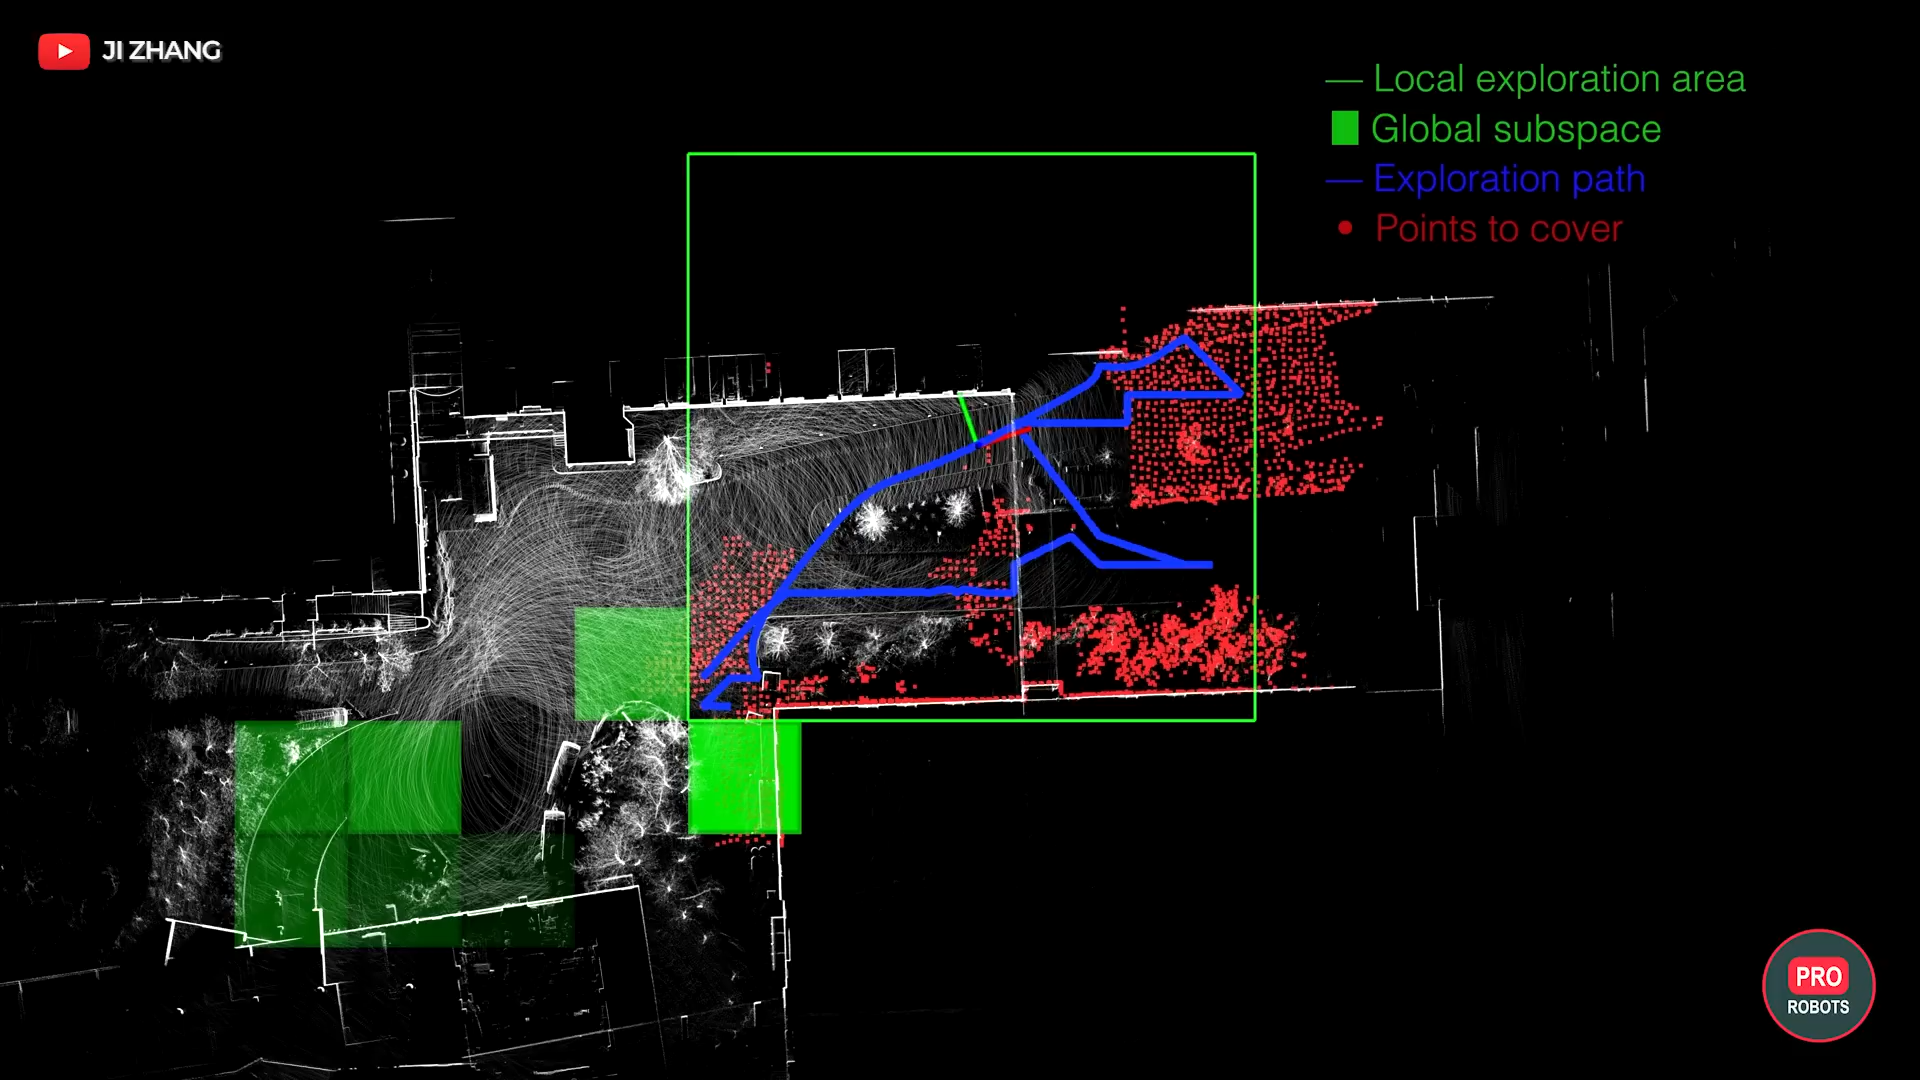 JI ZHANG
Local exploration area
Global subspace
Exploration path
Points to cover
PRO
ROBOTS